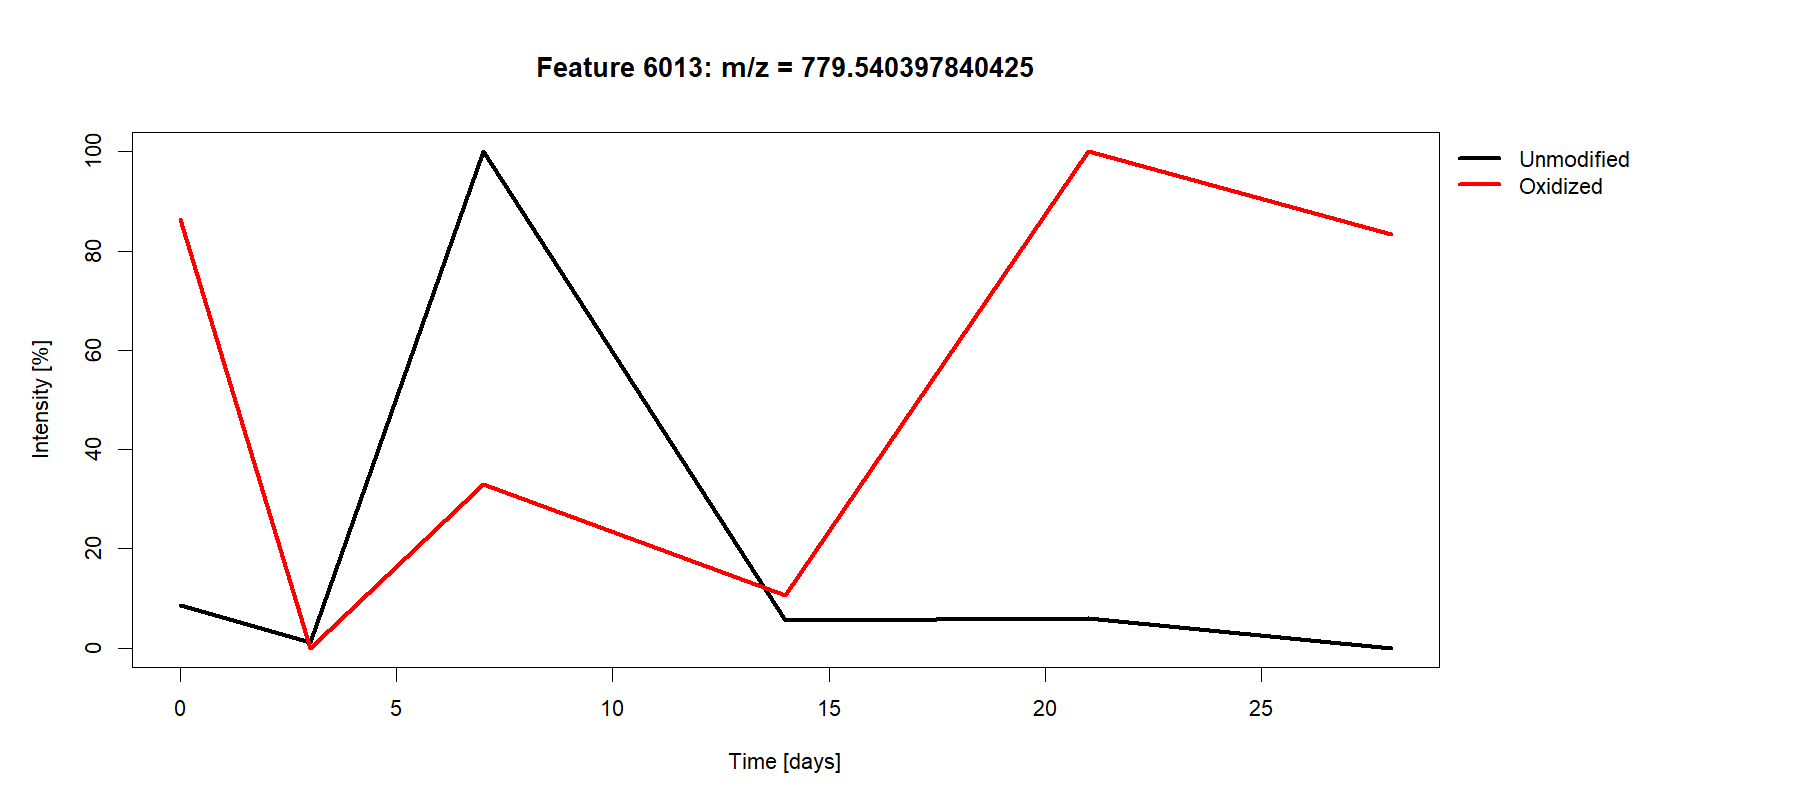 Feature 6013: m/z = 779.540397840425
Unmodified
Oxidized
100
80
60
40
20
0
Intensity [%]
0 5 10 15 20 25
Time [days]